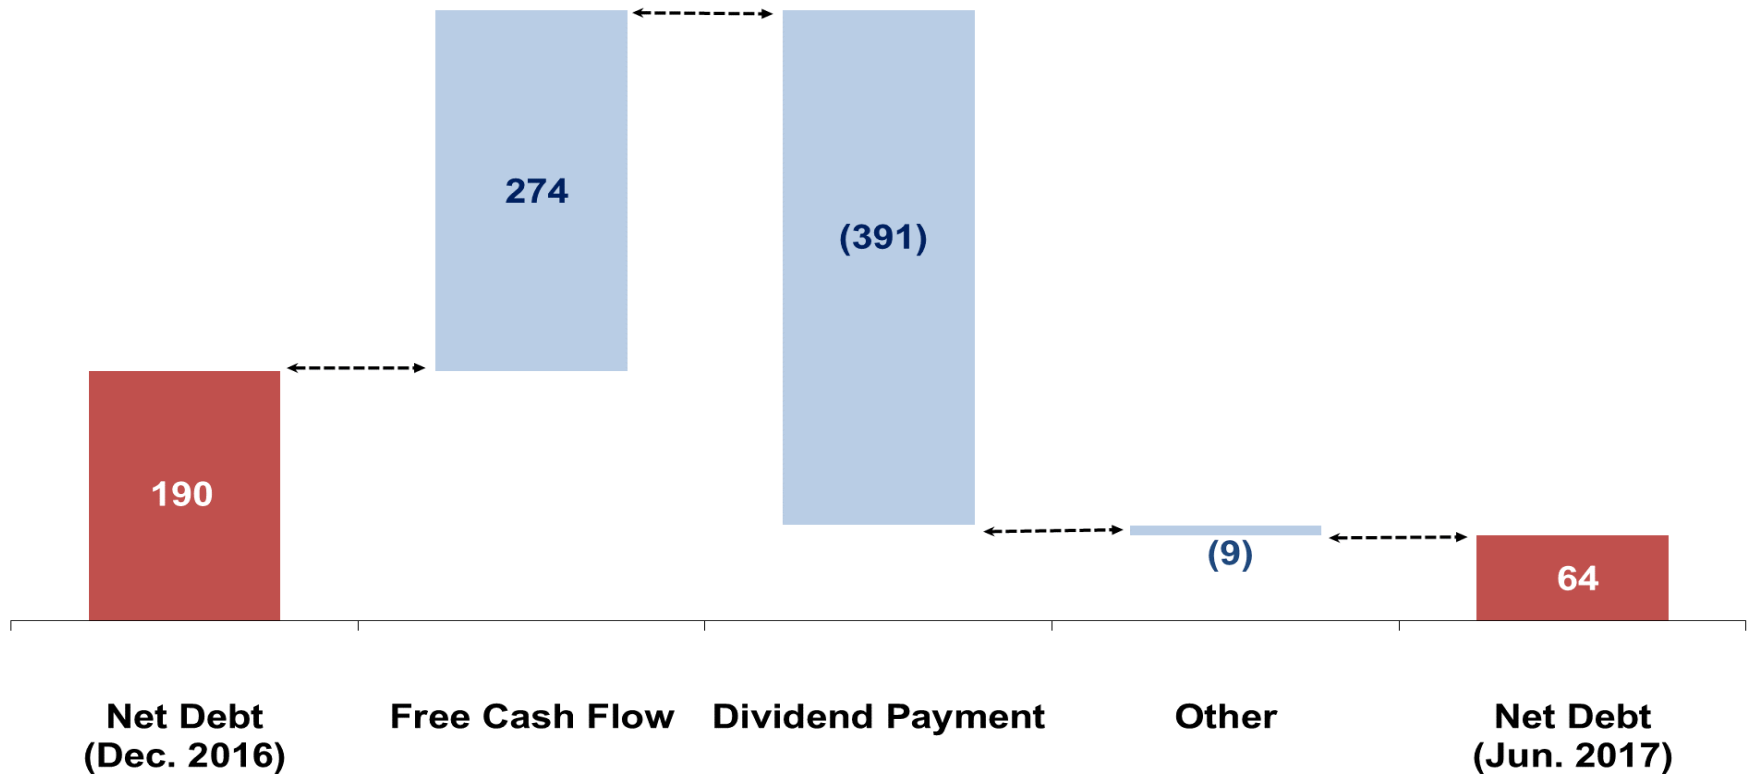 274
(391)
190
(9)
64
Net Debt
(Dec. 2016)
Free Cash Flow
Dividend Payment
Other
Net Debt
(Jun. 2017)